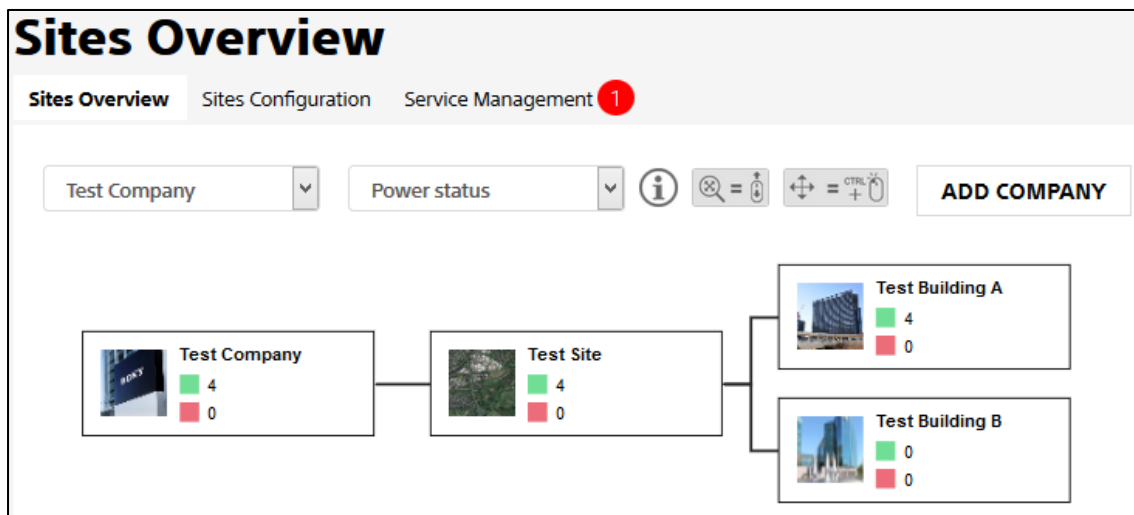 Sites Overview
Sites Overview Sites Configuration Service Management 1
Test Company Power status i = CTRL + = ADD COMPANY
Test Building A
4
0
Test Company
4
0
Test Site
4
0
Test Building B
0
0